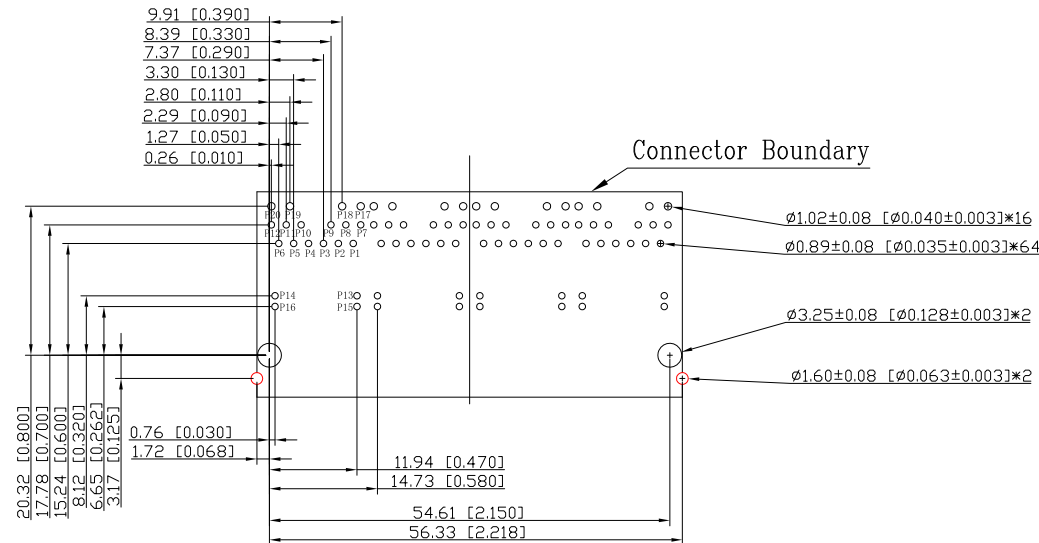 9.91 [0.390]
8.39 [0.330]
7.37 [0.290]
3.30 [0.130]
2.80 [0.110]
2.29 [0.090]
1.27 [0.050]
0.26 [0.010]
Connector Boundary
P20 P19 P18 P17
P12 P11 P10 P9 P8 P7
P6 P5 P4 P3 P2 P1
P14 P13
P16 P15
ø1.02±0.08 [ø0.040±0.003]*16
ø0.89±0.08 [ø0.035±0.003]*64
ø3.25±0.08 [ø0.128±0.003]*2
ø1.60±0.08 [ø0.063±0.003]*2
20.32 [0.800]
17.78 [0.700]
15.24 [0.600]
8.12 [0.320]
6.65 [0.262]
3.17 [0.125]
0.76 [0.030]
1.72 [0.068]
11.94 [0.470]
14.73 [0.580]
54.61 [2.150]
56.33 [2.218]